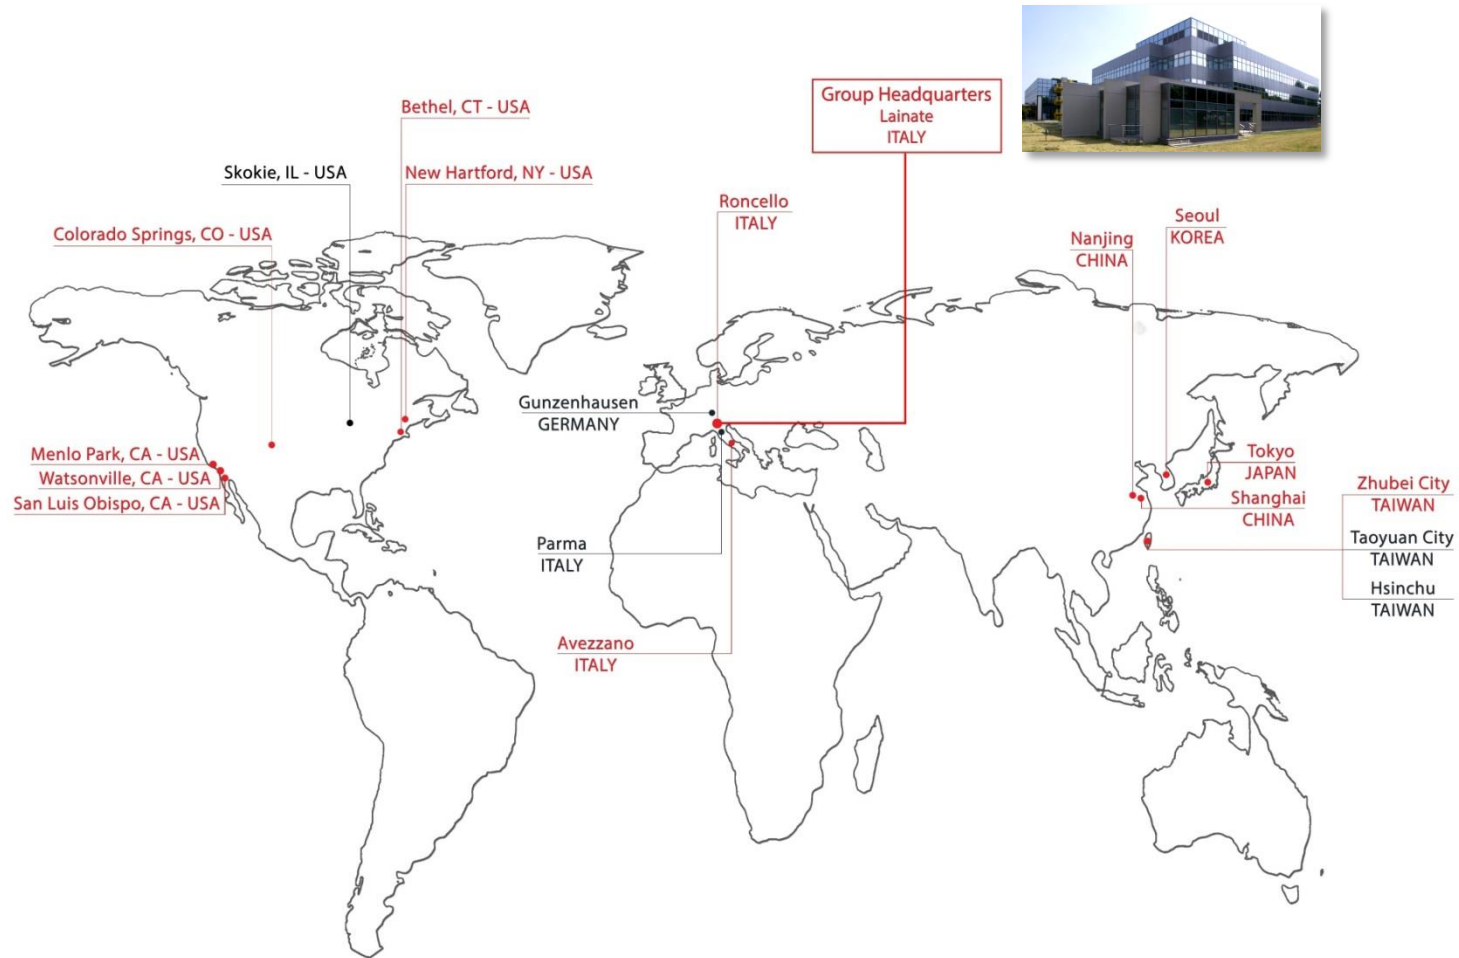 Group Headquarters
Lainate
ITALY
Bethel, CT - USA
Skokie, IL - USA
New Hartford, NY - USA
Colorado Springs, CO - USA
Roncello
ITALY
Seoul
KOREA
Nanjing
CHINA
Gunzenhausen
GERMANY
Menlo Park, CA - USA
Watsonville, CA - USA
San Luis Obispo, CA - USA
Tokyo
JAPAN
Shanghai
CHINA
Zhubei City
TAIWAN
Taoyuan City
TAIWAN
Hsinchu
TAIWAN
Parma
ITALY
Avezzano
ITALY